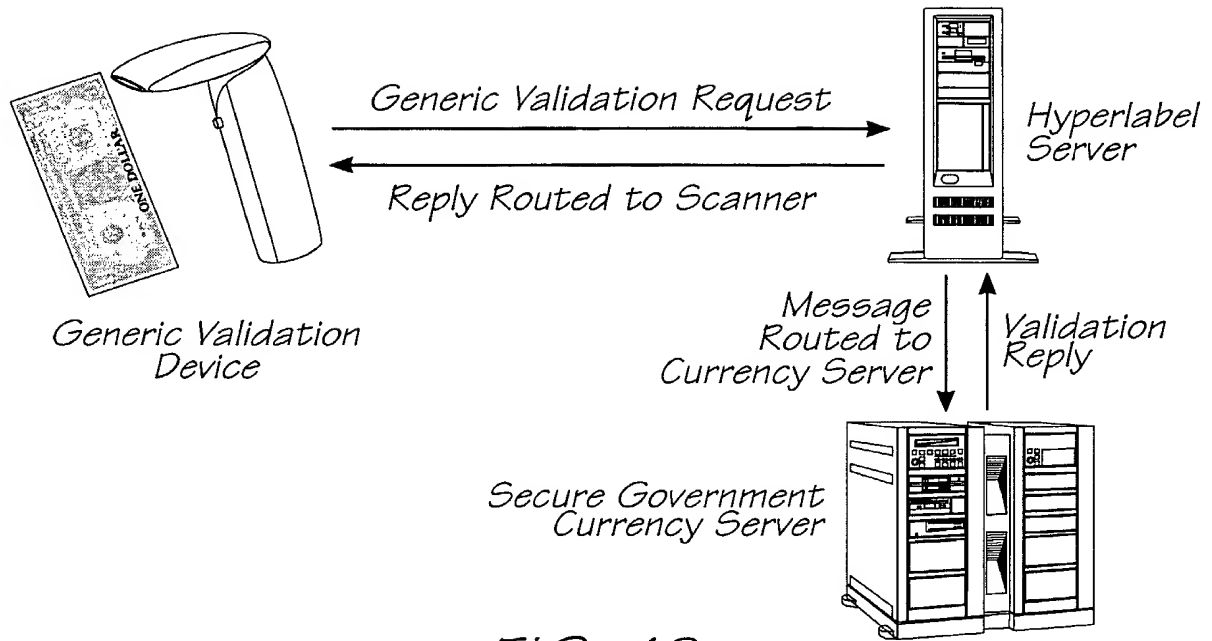 Generic Validation Request
Reply Routed to Scanner
Hyperlabel
Server
ONE DOLLAR
Generic Validation
Device
Message
Routed to
Currency Server
Validation
Reply
Secure Government
Currency Server